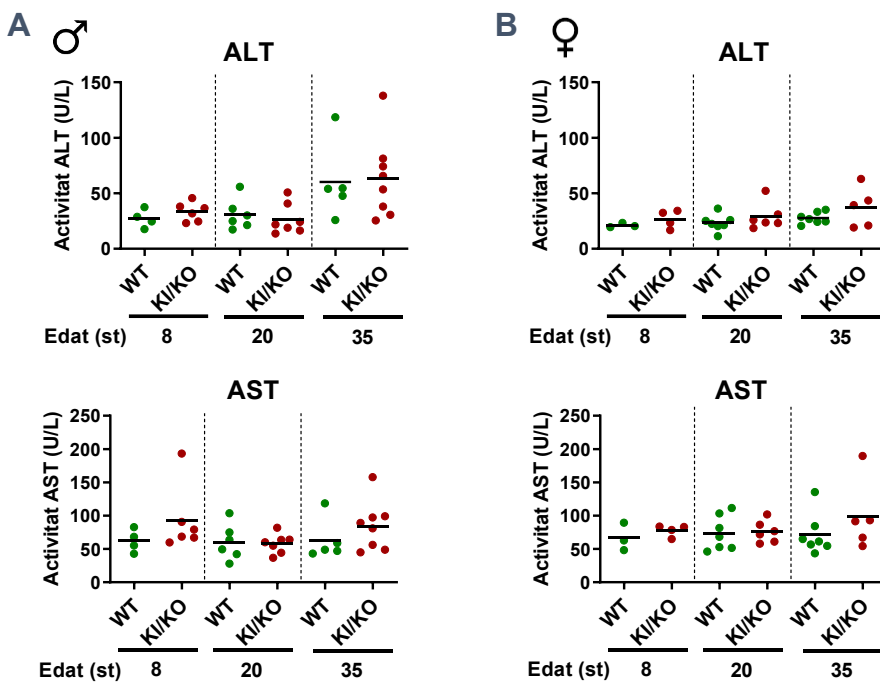 A ♂
ALT
Activitat ALT (U/L)
150
100
50
0
WT KI/KO WT KI/KO WT KI/KO
Edat (st) 8 20 35
AST
Activitat AST (U/L)
250
200
150
100
50
0
WT KI/KO WT KI/KO WT KI/KO
Edat (st) 8 20 35
B ♀
ALT
Activitat ALT (U/L)
150
100
50
0
WT KI/KO WT KI/KO WT KI/KO
Edat (st) 8 20 35
AST
Activitat AST (U/L)
250
200
150
100
50
0
WT KI/KO WT KI/KO WT KI/KO
Edat (st) 8 20 35